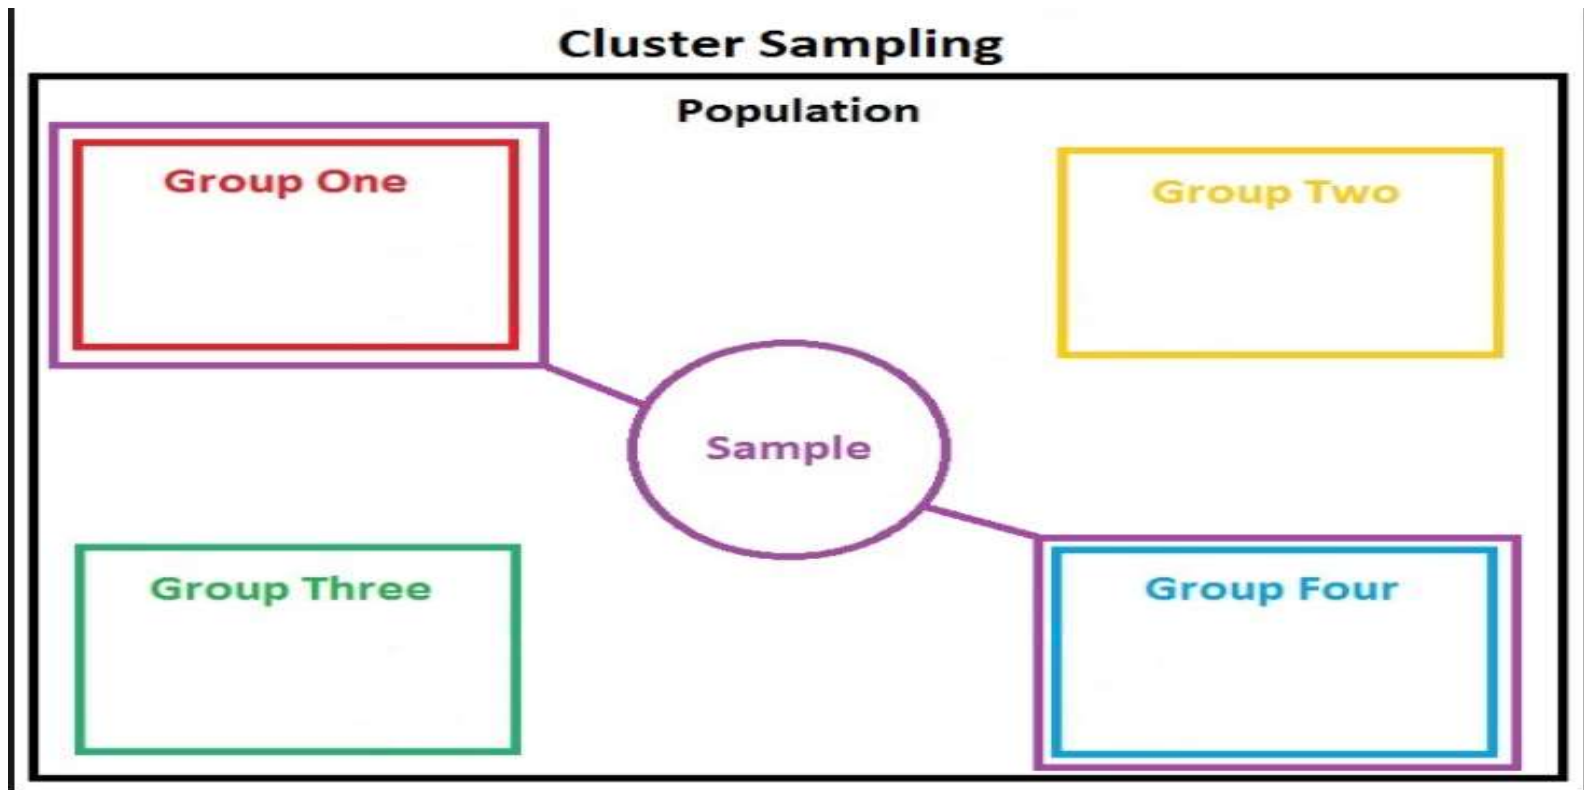 Cluster Sampling
Population
Group One
Group Two
Sample
Group Three
Group Four